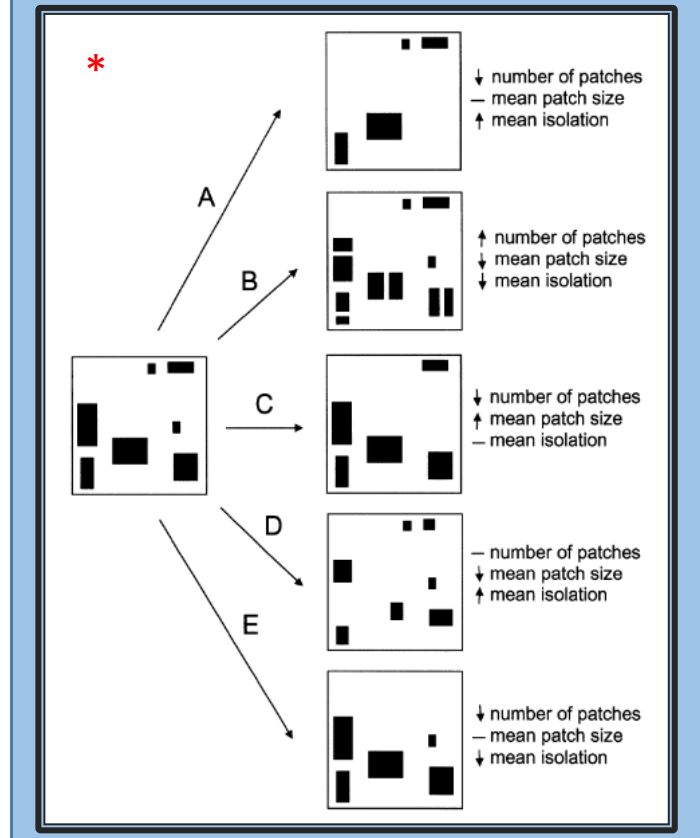 *
A
↓ number of patches
– mean patch size
↑ mean isolation
B
↑ number of patches
↓ mean patch size
↓ mean isolation
C
↓ number of patches
↑ mean patch size
– mean isolation
D
– number of patches
↓ mean patch size
↑ mean isolation
E
↓ number of patches
– mean patch size
↓ mean isolation